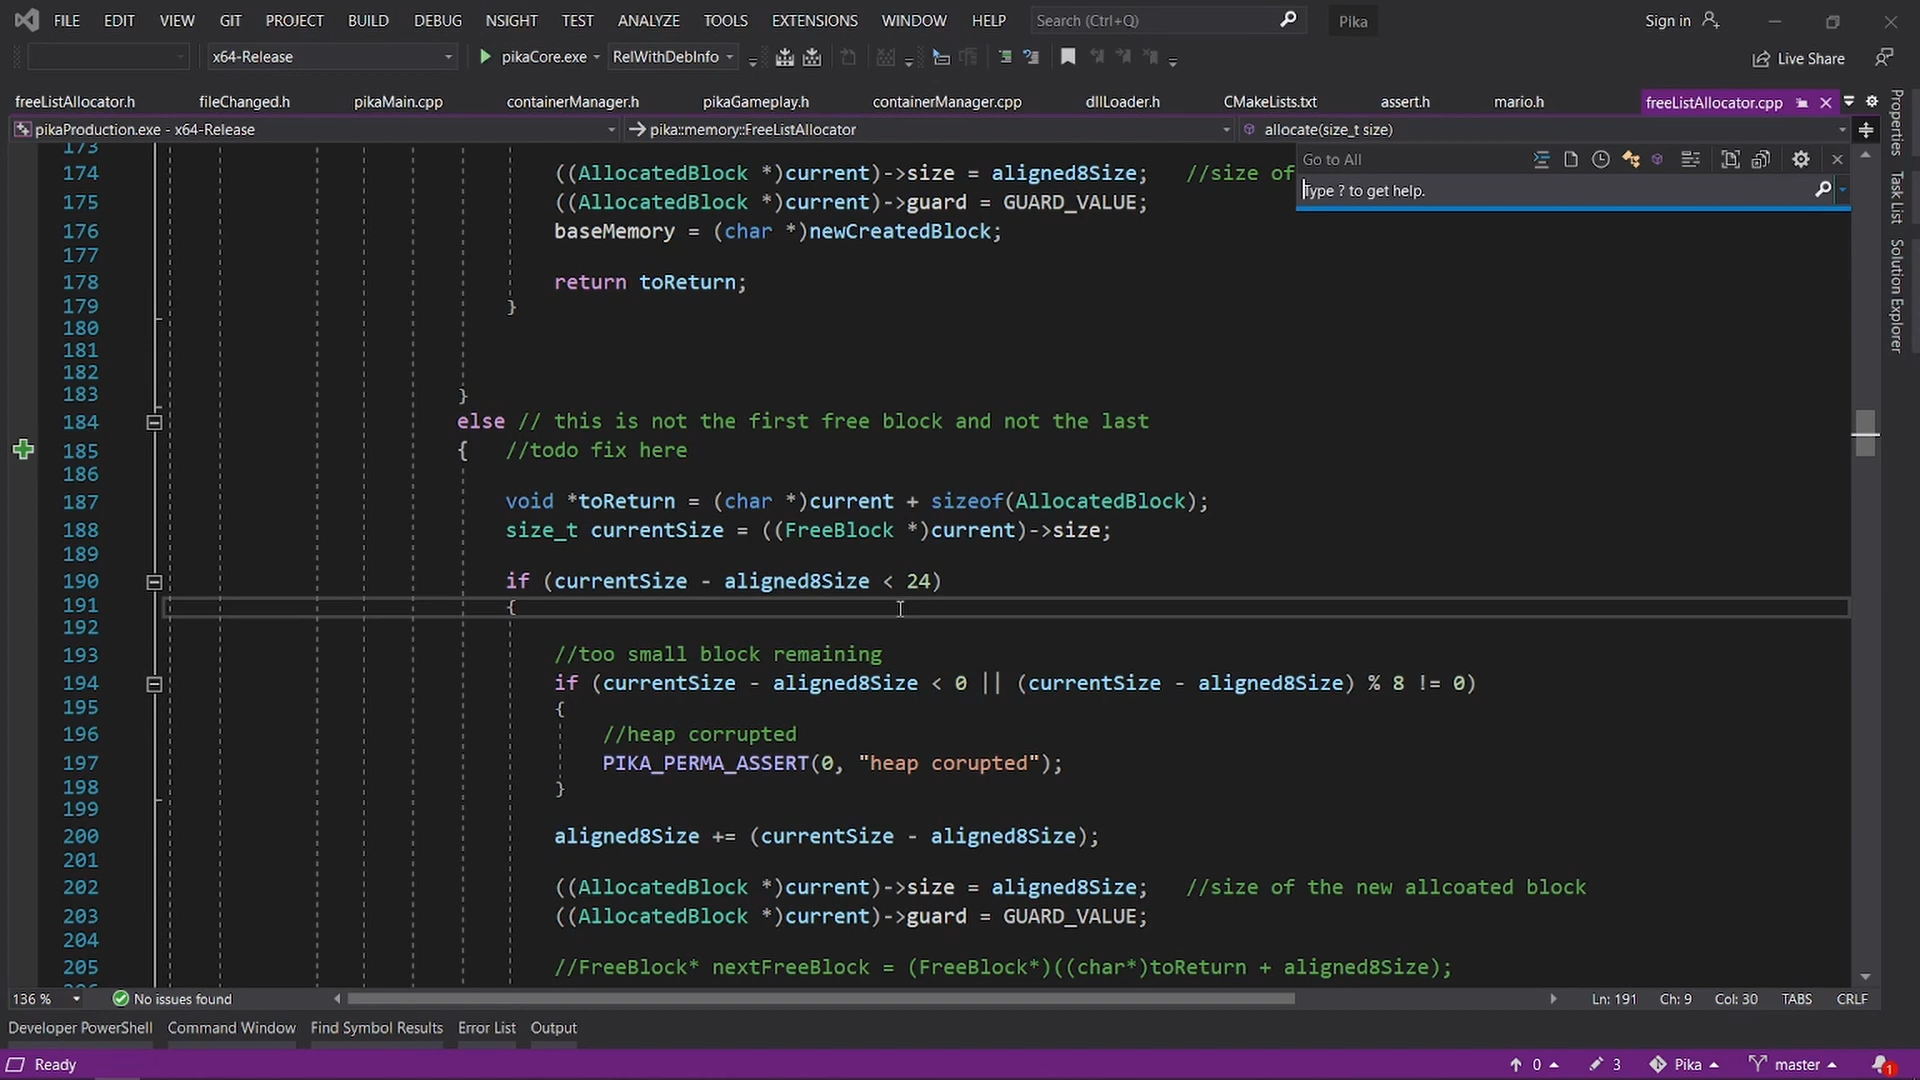 FILE EDIT VIEW GIT PROJECT BUILD DEBUG NSIGHT TEST ANALYZE TOOLS EXTENSIONS WINDOW HELP Search (Ctrl+Q) Pika Sign in
x64-Release pikaCore.exe RelWithDebInfo Live Share
freeListAllocator.h fileChanged.h pikaMain.cpp containerManager.h pikaGameplay.h containerManager.cpp dllLoader.h CMakeLists.txt assert.h mario.h freeListAllocator.cpp
pikaProduction.exe - x64-Release pika::memory::FreeListAllocator allocate(size_t size)
Go to All
Type ? to get help.
173
174 ((AllocatedBlock *)current)->size = aligned8Size; //size of
175 ((AllocatedBlock *)current)->guard = GUARD_VALUE;
176 baseMemory = (char *)newCreatedBlock;
177
178 return toReturn;
179 }
180
181
182
183 }
184 else // this is not the first free block and not the last
185 { //todo fix here
186
187 void *toReturn = (char *)current + sizeof(AllocatedBlock);
188 size_t currentSize = ((FreeBlock *)current)->size;
189
190 if (currentSize - aligned8Size < 24)
191 {
192
193 //too small block remaining
194 if (currentSize - aligned8Size < 0 || (currentSize - aligned8Size) % 8 != 0)
195 {
196 //heap corrupted
197 PIKA_PERMA_ASSERT(0, "heap corupted");
198 }
199
200 aligned8Size += (currentSize - aligned8Size);
201
202 ((AllocatedBlock *)current)->size = aligned8Size; //size of the new allcoated block
203 ((AllocatedBlock *)current)->guard = GUARD_VALUE;
204
205 //FreeBlock* nextFreeBlock = (FreeBlock*)((char*)toReturn + aligned8Size);
Properties
Task List
Solution Explorer
136 % No issues found Ln: 191 Ch: 9 Col: 30 TABS CRLF
Developer PowerShell Command Window Find Symbol Results Error List Output
Ready 0 3 Pika master 1